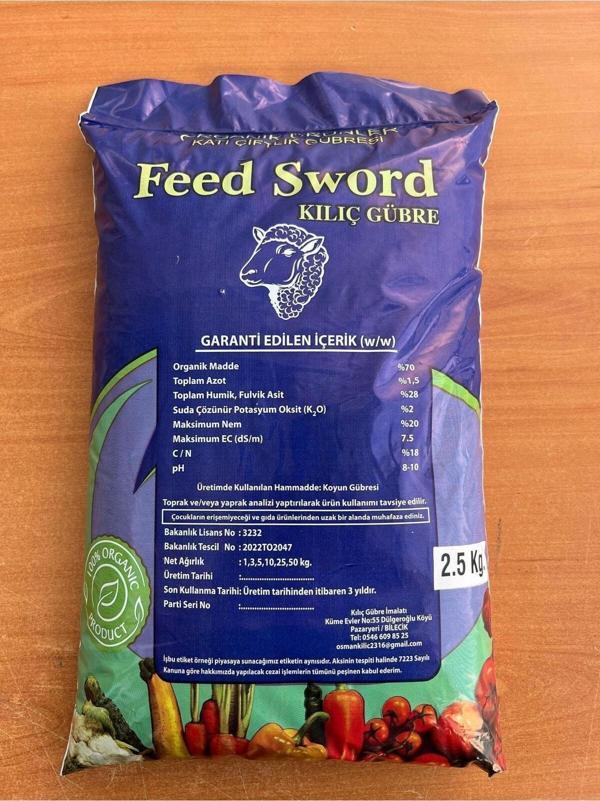 ORGANİK ÜRÜNLER
KATI ÇİFTLİK GÜBRESİ
Feed Sword
KILIÇ GÜBRE
GARANTİ EDİLEN İÇERİK (w/w)
Organik Madde %70
Toplam Azot %1,5
Toplam Humik, Fulvik Asit %28
Suda Çözünür Potasyum Oksit (K₂O) %2
Maksimum Nem %20
Maksimum EC (dS/m) 7.5
C / N %18
pH 8-10
Üretimde Kullanılan Hammadde: Koyun Gübresi
Toprak ve/veya yaprak analizi yaptırılarak ürün kullanımı tavsiye edilir.
Çocukların erişemiyeceği ve gıda ürünlerinden uzak bir alanda muhafaza ediniz.
Bakanlık Lisans No : 3232
Bakanlık Tescil No : 2022TO2047
Net Ağırlık : 1,3,5,10,25,50 kg.
Üretim Tarihi :........................
Son Kullanma Tarihi: Üretim tarihinden itibaren 3 yıldır.
Parti Seri No :........................
2.5 Kg.
100% ORGANIC
PRODUCT
Kılıç Gübre İmalatı
Küme Evler No:55 Dülgeroğlu Köyü
Pazaryeri / BİLECİK
Tel: 0546 609 85 25
osmankilic2316@gmail.com
İşbu etiket örneği piyasaya sunacağımız etiketin aynısıdır. Aksinin tespiti halinde 7223 Sayılı
Kanuna göre hakkımızda yapılacak cezai işlemlerin tümünü peşinen kabul ederim.